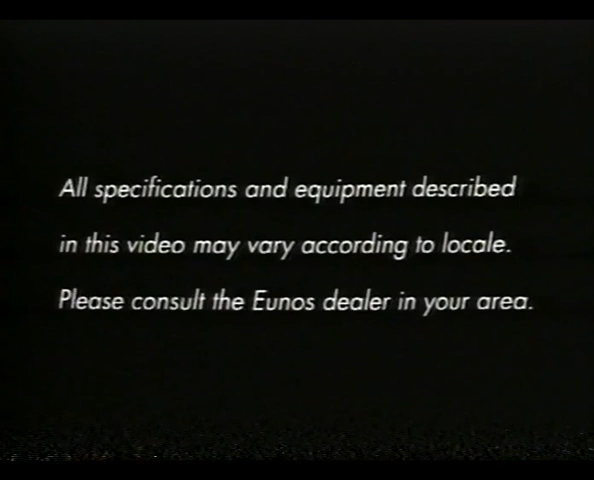 All specifications and equipment described
in this video may vary according to locale.
Please consult the Eunos dealer in your area.